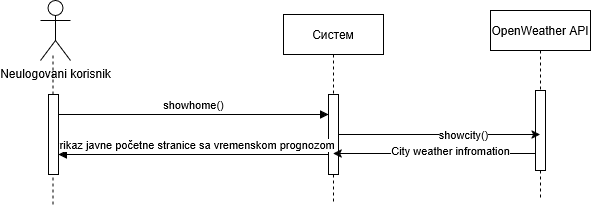 Систем
OpenWeather API
Neulogovani korisnik
showhome()
showcity()
rikaz javne početne stranice sa vremenskom prognozom
City weather infromation